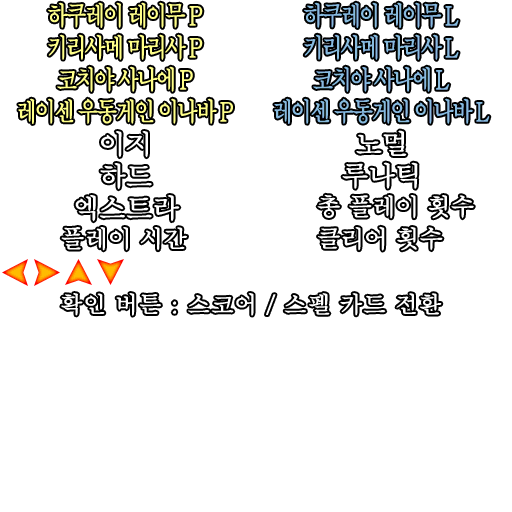 하쿠레이 레이무 P 하쿠레이 레이무 L
키리사메 마리사 P 키리사메 마리사 L
코치야 사나에 P 코치야 사나에 L
레이센 우동게인 이나바 P 레이센 우동게인 이나바 L
이지 노멀
하드 루나틱
엑스트라 총 플레이 횟수
플레이 시간 클리어 횟수
확인 버튼 : 스코어 / 스펠 카드 전환